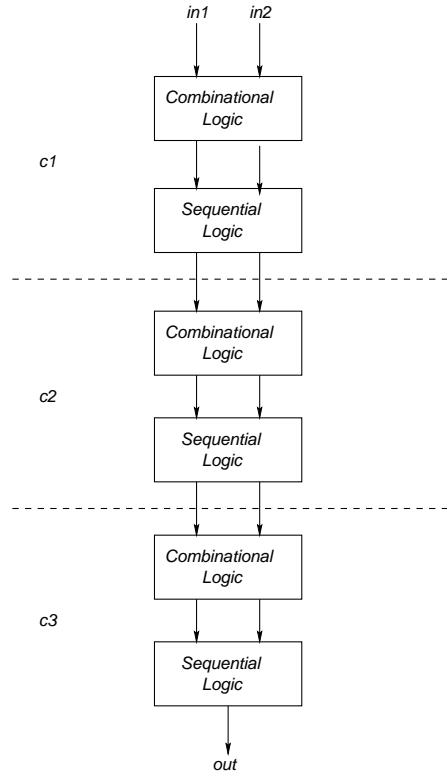 in1 in2
Combinational
Logic
c1
Sequential
Logic
Combinational
Logic
c2
Sequential
Logic
Combinational
Logic
c3
Sequential
Logic
out